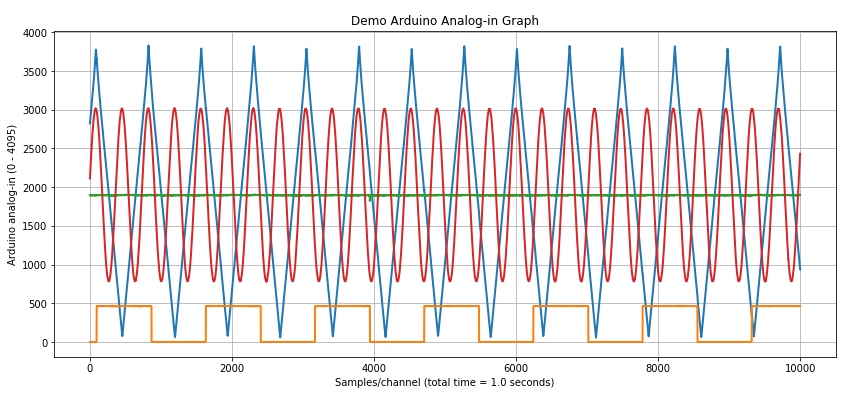 Demo Arduino Analog-in Graph
Arduino analog-in (0 - 4095)
4000
3500
3000
2500
2000
1500
1000
500
0
0 2000 4000 6000 8000 10000
Samples/channel (total time = 1.0 seconds)